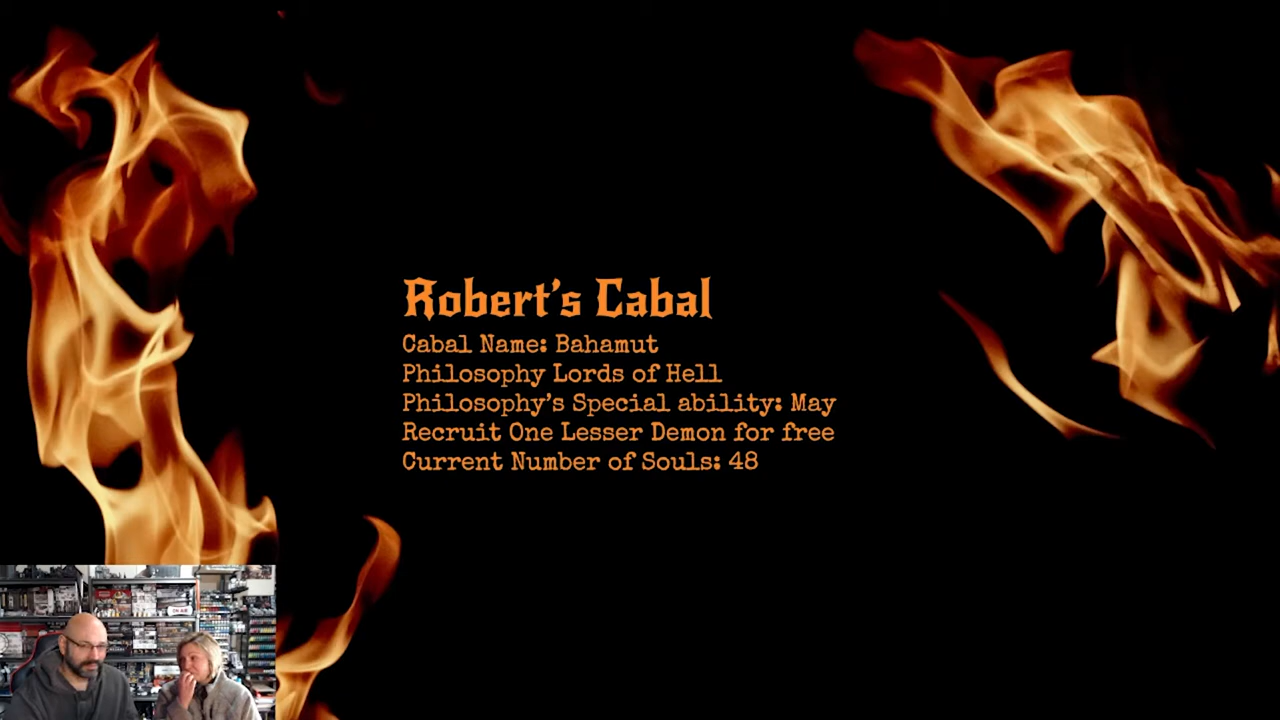 Robert's Cabal
Cabal Name: Bahamut
Philosophy Lords of Hell
Philosophy's Special ability: May
Recruit One Lesser Demon for free
Current Number of Souls: 48